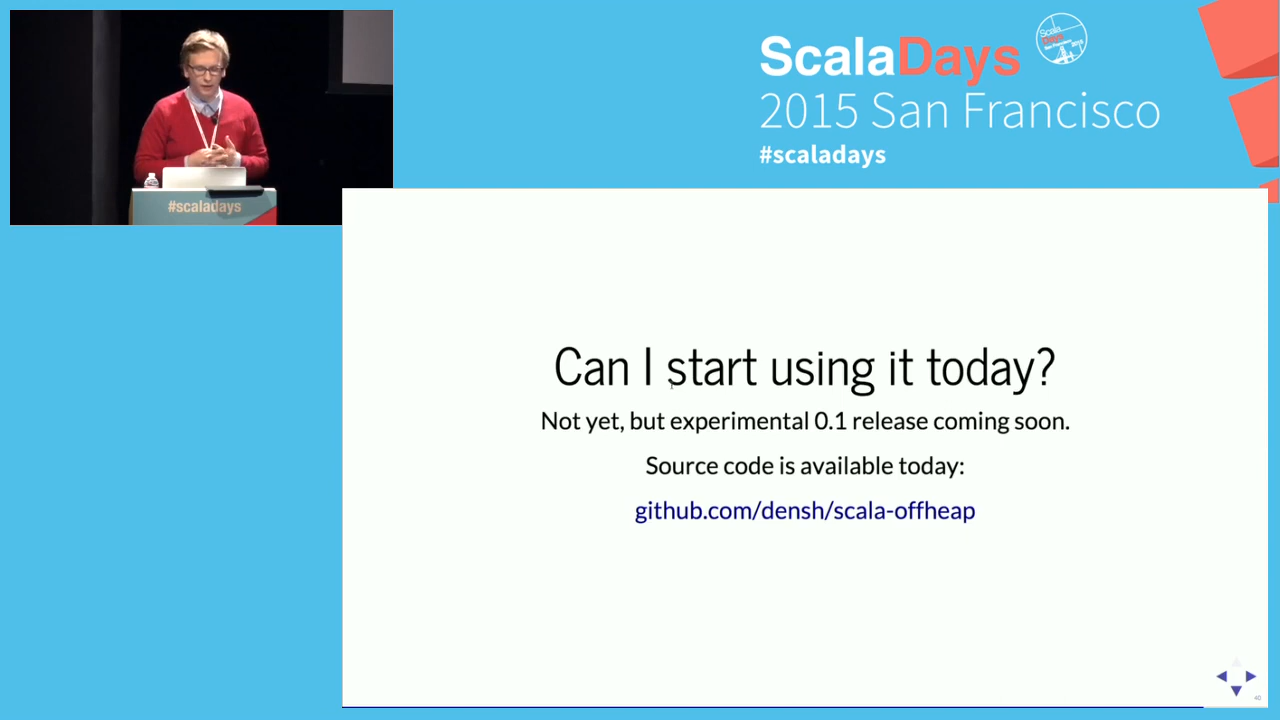 ScalaDays
2015 San Francisco
#scaladays
#scaladays
Can I start using it today?
Not yet, but experimental 0.1 release coming soon.
Source code is available today:
github.com/densh/scala-offheap
40